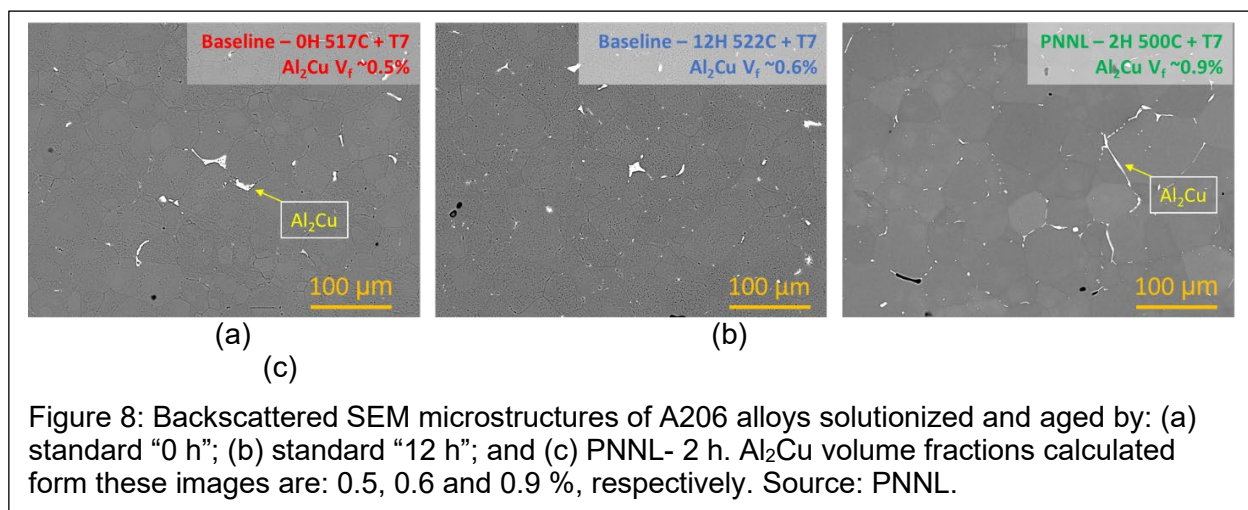 Baseline – 0H 517C + T7
Al₂Cu V_f ~0.5%
Al₂Cu
100 µm
Baseline – 12H 522C + T7
Al₂Cu V_f ~0.6%
100 µm
PNNL – 2H 500C + T7
Al₂Cu V_f ~0.9%
Al₂Cu
100 µm
(a)
(b)
(c)
Figure 8: Backscattered SEM microstructures of A206 alloys solutionized and aged by: (a)
standard “0 h”; (b) standard “12 h”; and (c) PNNL- 2 h. Al₂Cu volume fractions calculated
form these images are: 0.5, 0.6 and 0.9 %, respectively. Source: PNNL.